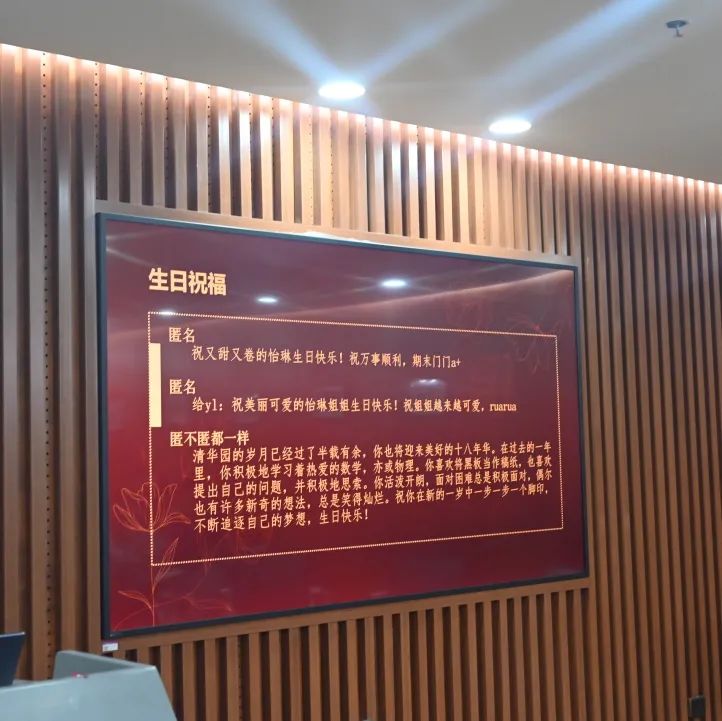 生日祝福
匿名
祝又甜又卷的怡琳生日快乐！祝万事顺利，期末门门a+
匿名
给yl：祝美丽可爱的怡琳姐姐生日快乐！祝姐姐越来越可爱，ruarua
匿不匿都一样
清华园的岁月已经过了半载有余，你也将迎来美好的十八年华。在过去的一年
里，你积极地学习着热爱的数学，亦或物理。你喜欢将黑板当作稿纸，也喜欢
提出自己的问题，并积极地思索。你活泼开朗，面对困难总是积极面对，偶尔
也有许多新奇的想法，总是笑得灿烂。祝你在新的一岁中一步一步一个脚印，
不断追逐自己的梦想，生日快乐！